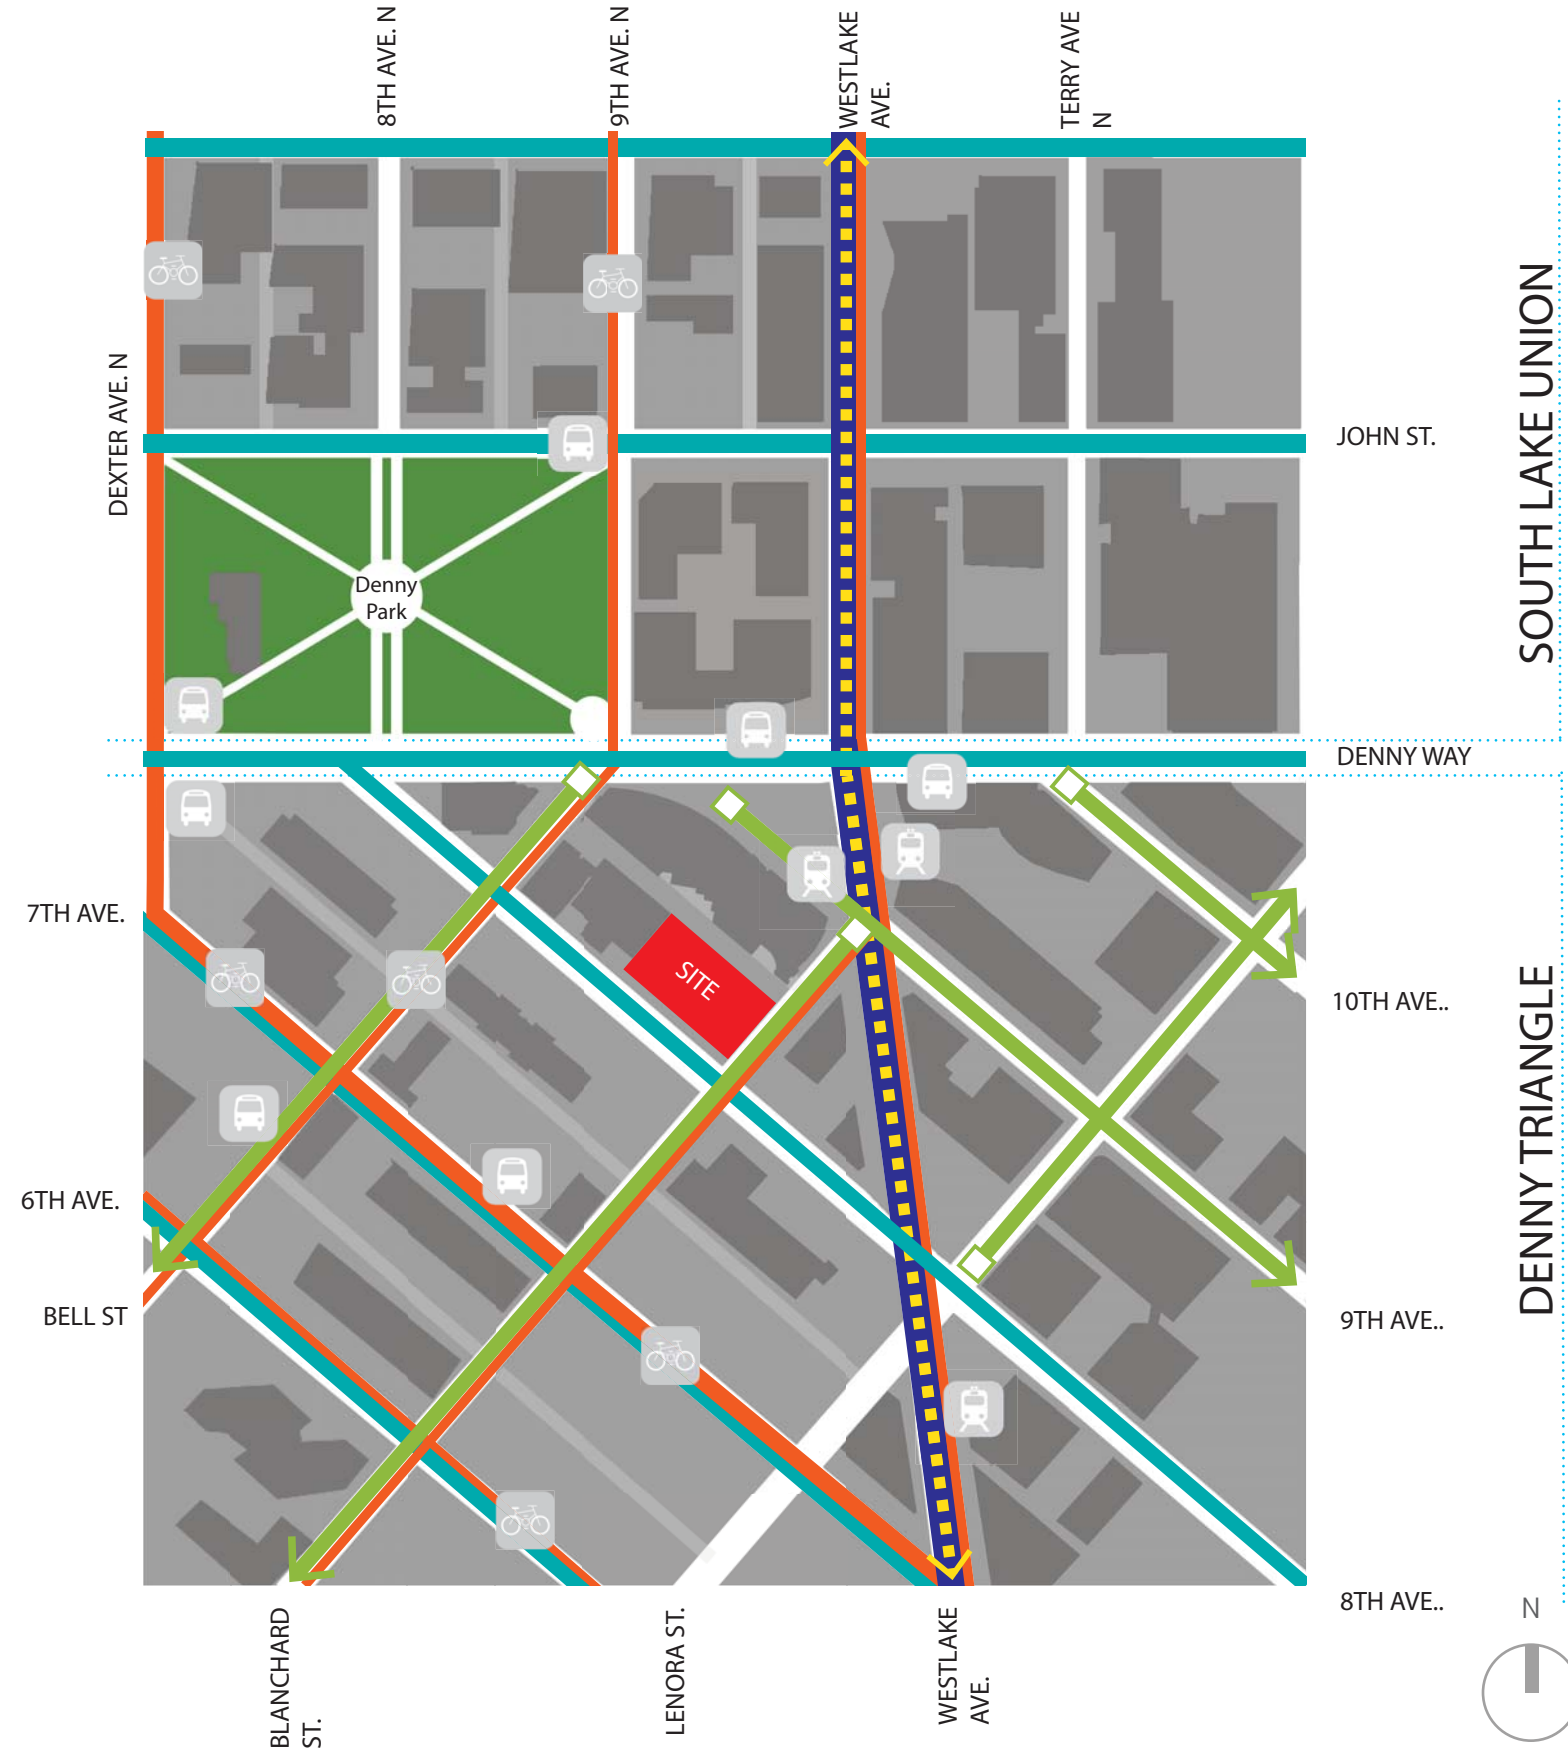 8TH AVE. N
9TH AVE. N
WESTLAKE
AVE.
TERRY AVE
N
DEXTER AVE. N
JOHN ST.
SOUTH LAKE UNION
Denny
Park
DENNY WAY
7TH AVE.
SITE
10TH AVE..
DENNY TRIANGLE
6TH AVE.
BELL ST
9TH AVE..
8TH AVE..
N
BLANCHARD
ST.
LENORA ST.
WESTLAKE
AVE.